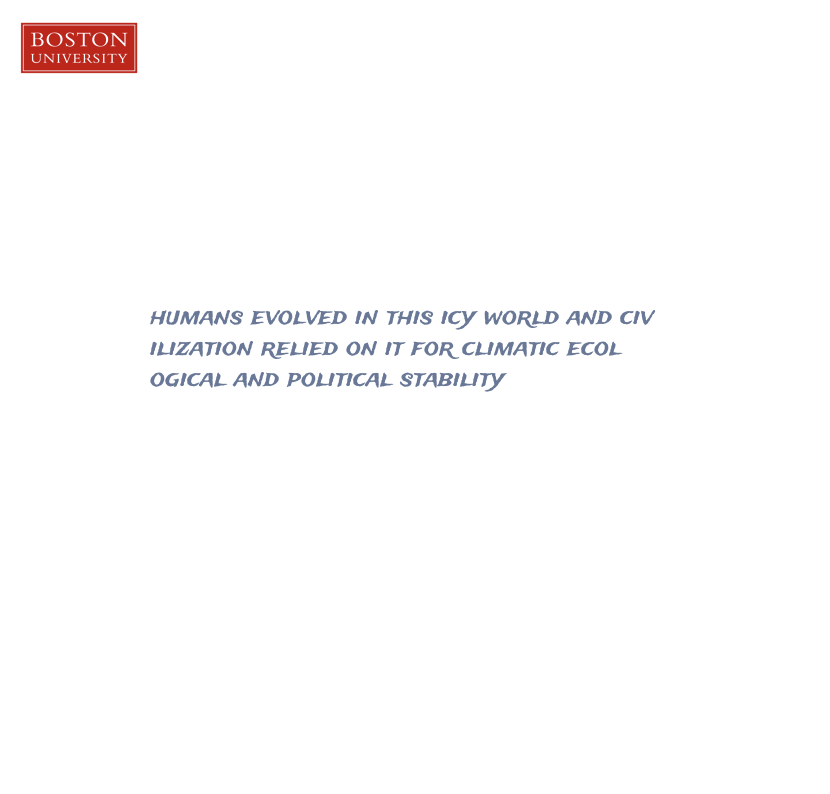 BOSTON
UNIVERSITY
HUMANS EVOLVED IN THIS ICY WORLD AND CIV
ILIZATION RELIED ON IT FOR CLIMATIC ECOL
OGICAL AND POLITICAL STABILITY